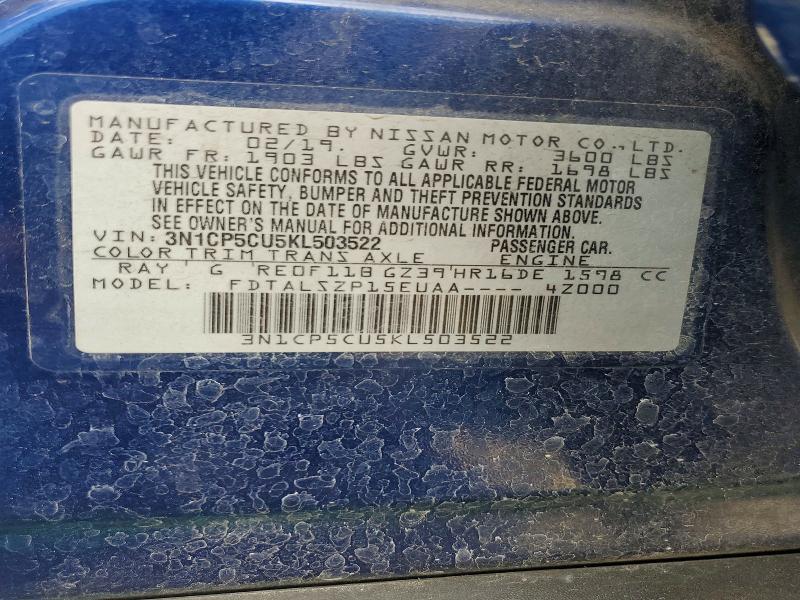 MANUFACTURED BY NISSAN MOTOR CO., LTD.
DATE: 02/19. GVWR: 3600 LBS
GAWR FR: 1903 LBS GAWR RR: 1698 LBS
THIS VEHICLE CONFORMS TO ALL APPLICABLE FEDERAL MOTOR
VEHICLE SAFETY, BUMPER AND THEFT PREVENTION STANDARDS
IN EFFECT ON THE DATE OF MANUFACTURE SHOWN ABOVE.
SEE OWNER'S MANUAL FOR ADDITIONAL INFORMATION.
VIN: 3N1CP5CU5KL503522 PASSENGER CAR.
COLOR TRIM TRANS AXLE ENGINE
RAY G RE0F11B GZ39 HR16DE 1598 CC
MODEL: FDTALSZP15EUAA---- 4Z000
3N1CP5CU5KL503522